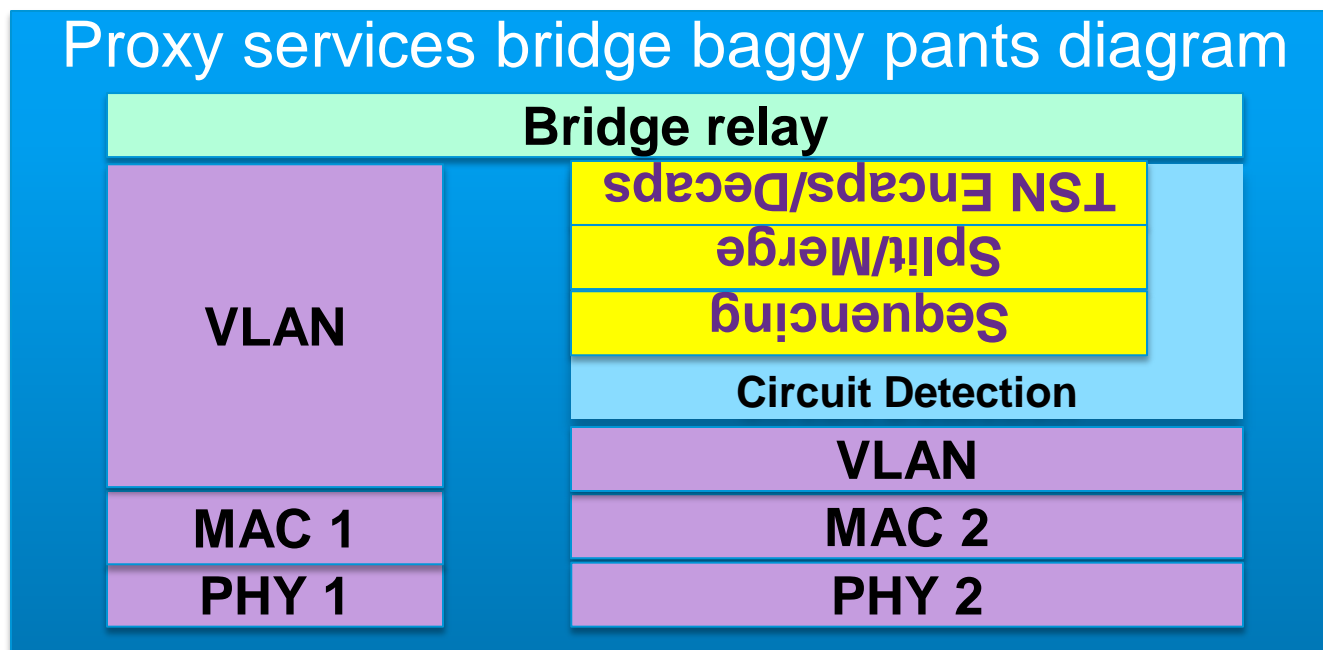 Proxy services bridge baggy pants diagram
Bridge relay
VLAN
MAC 1
PHY 1
TSN Encaps/Decaps
Split/Merge
Sequencing
Circuit Detection
VLAN
MAC 2
PHY 2